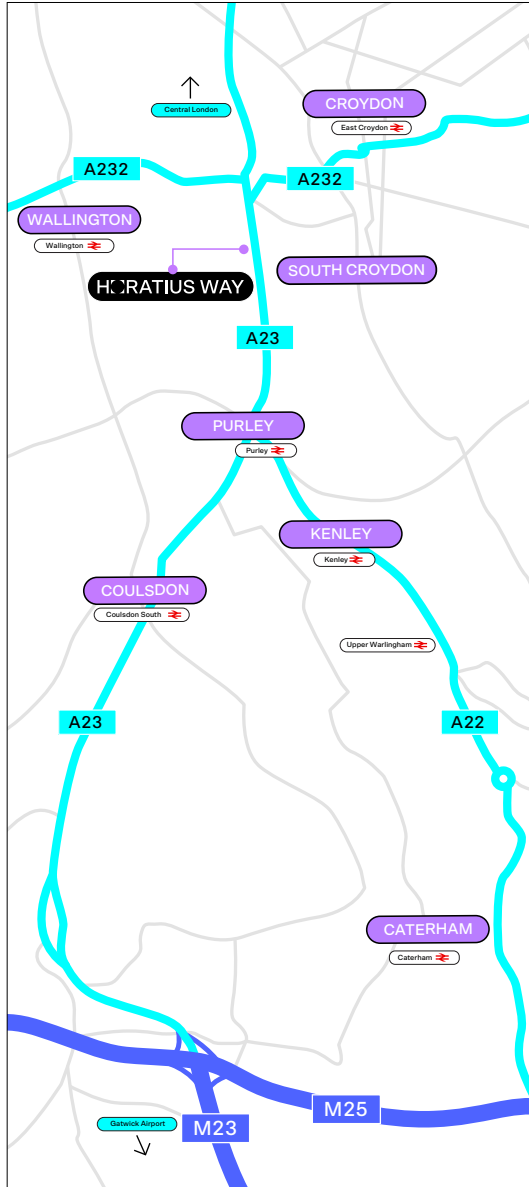 Central London
CROYDON
East Croydon
A232
A232
WALLINGTON
Wallington
SOUTH CROYDON
HORATIUS WAY
A23
PURLEY
Purley
KENLEY
Kenley
COULSDON
Coulsdon South
Upper Warlingham
A23
A22
CATERHAM
Caterham
M25
Gatwick Airport
M23